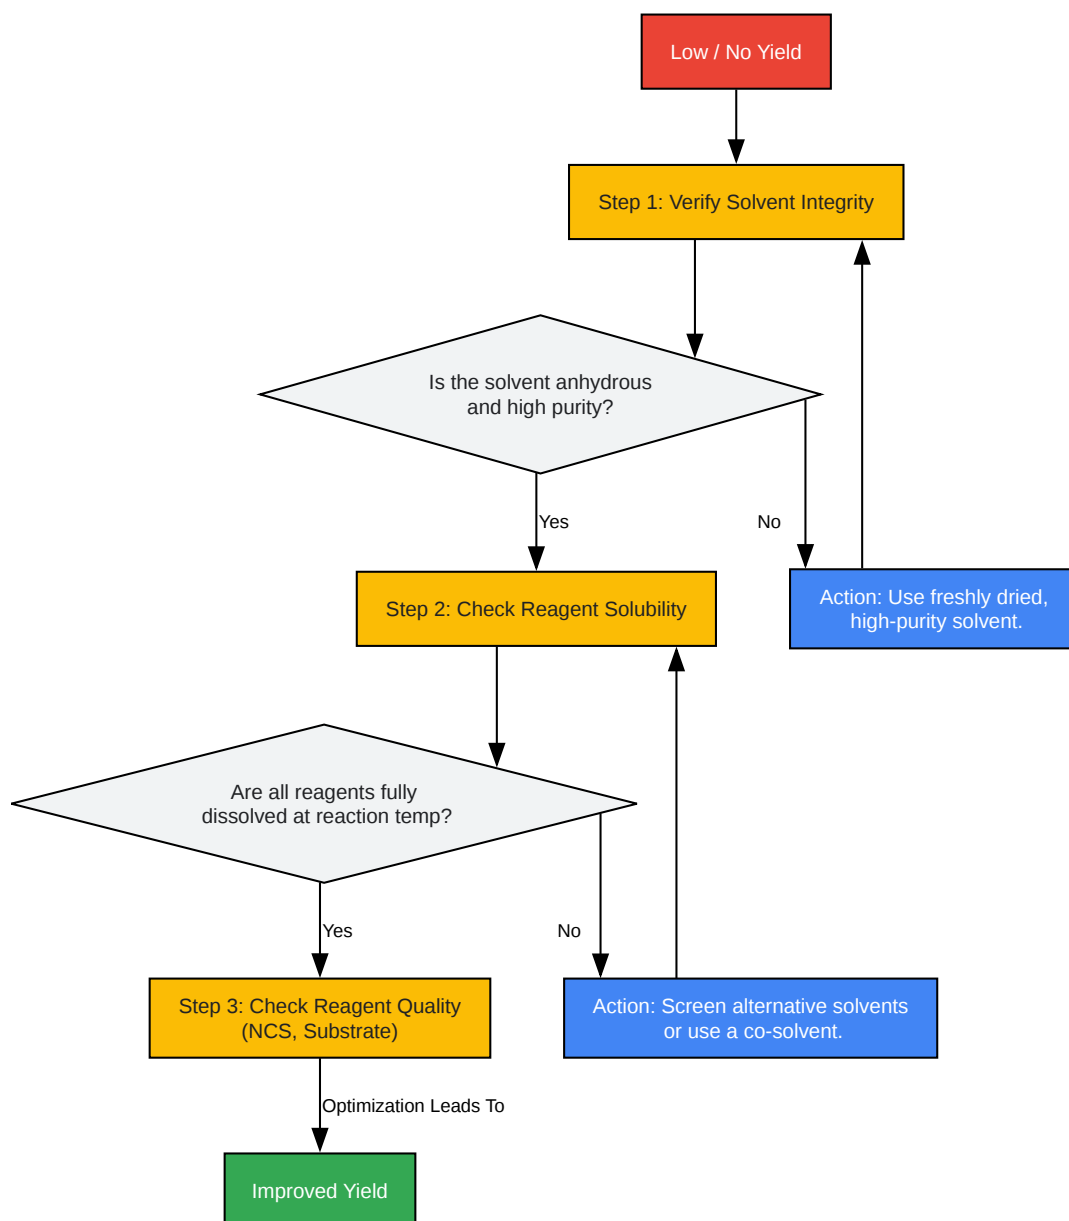 Low / No Yield
Step 1: Verify Solvent Integrity
Is the solvent anhydrous
and high purity?
Yes
No
Action: Use freshly dried,
high-purity solvent.
Step 2: Check Reagent Solubility
Are all reagents fully
dissolved at reaction temp?
Yes
No
Step 3: Check Reagent Quality
(NCS, Substrate)
Action: Screen alternative solvents
or use a co-solvent.
Optimization Leads To
Improved Yield